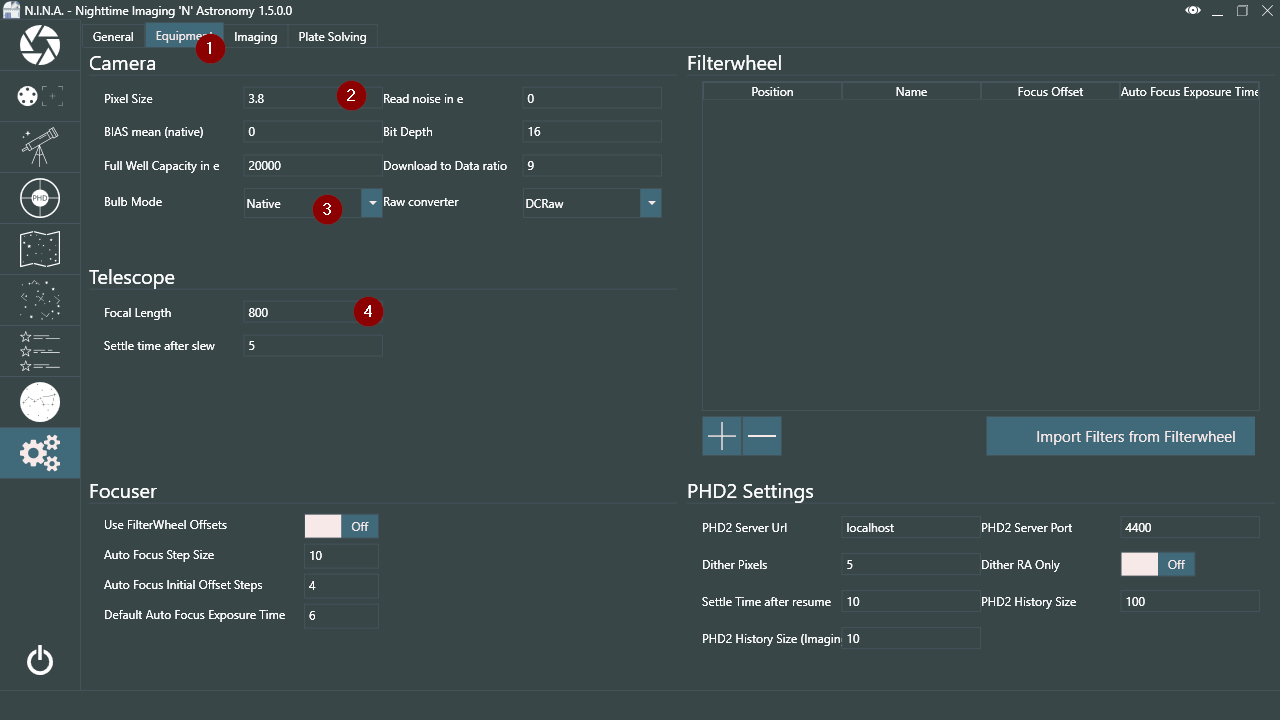 N.I.N.A. - Nighttime Imaging 'N' Astronomy 1.5.0.0
General Equipment Imaging Plate Solving
1
Camera
Pixel Size 3.8 2 Read noise in e 0
BIAS mean (native) 0 Bit Depth 16
Full Well Capacity in e 20000 Download to Data ratio 9
Bulb Mode Native 3 Raw converter DCRaw
PHD
Telescope
Focal Length 800 4
Settle time after slew 5
Filterwheel
Position Name Focus Offset Auto Focus Exposure Time
Import Filters from Filterwheel
Focuser
Use FilterWheel Offsets Off
Auto Focus Step Size 10
Auto Focus Initial Offset Steps 4
Default Auto Focus Exposure Time 6
PHD2 Settings
PHD2 Server Url localhost PHD2 Server Port 4400
Dither Pixels 5 Dither RA Only Off
Settle Time after resume 10 PHD2 History Size 100
PHD2 History Size (Imagin 10